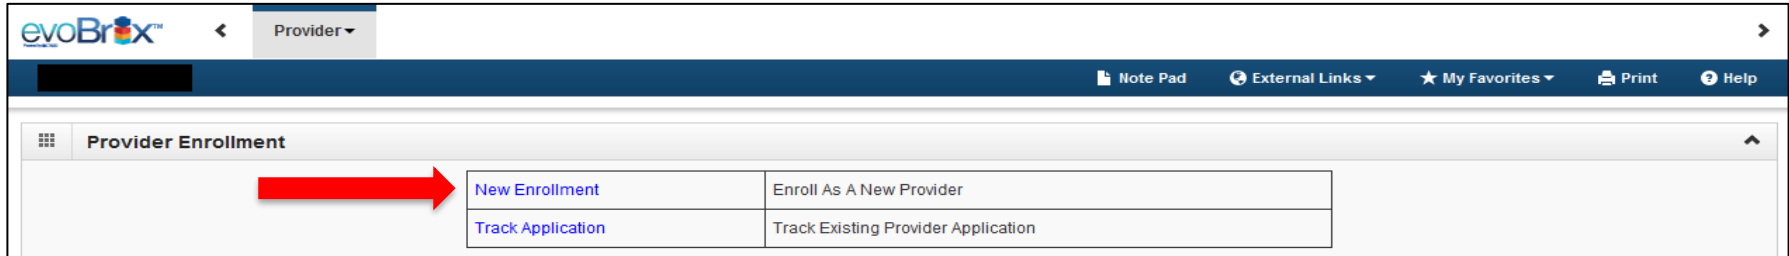 evoBrix™
Provider
Note Pad External Links My Favorites Print Help
Provider Enrollment
New Enrollment Enroll As A New Provider
Track Application Track Existing Provider Application